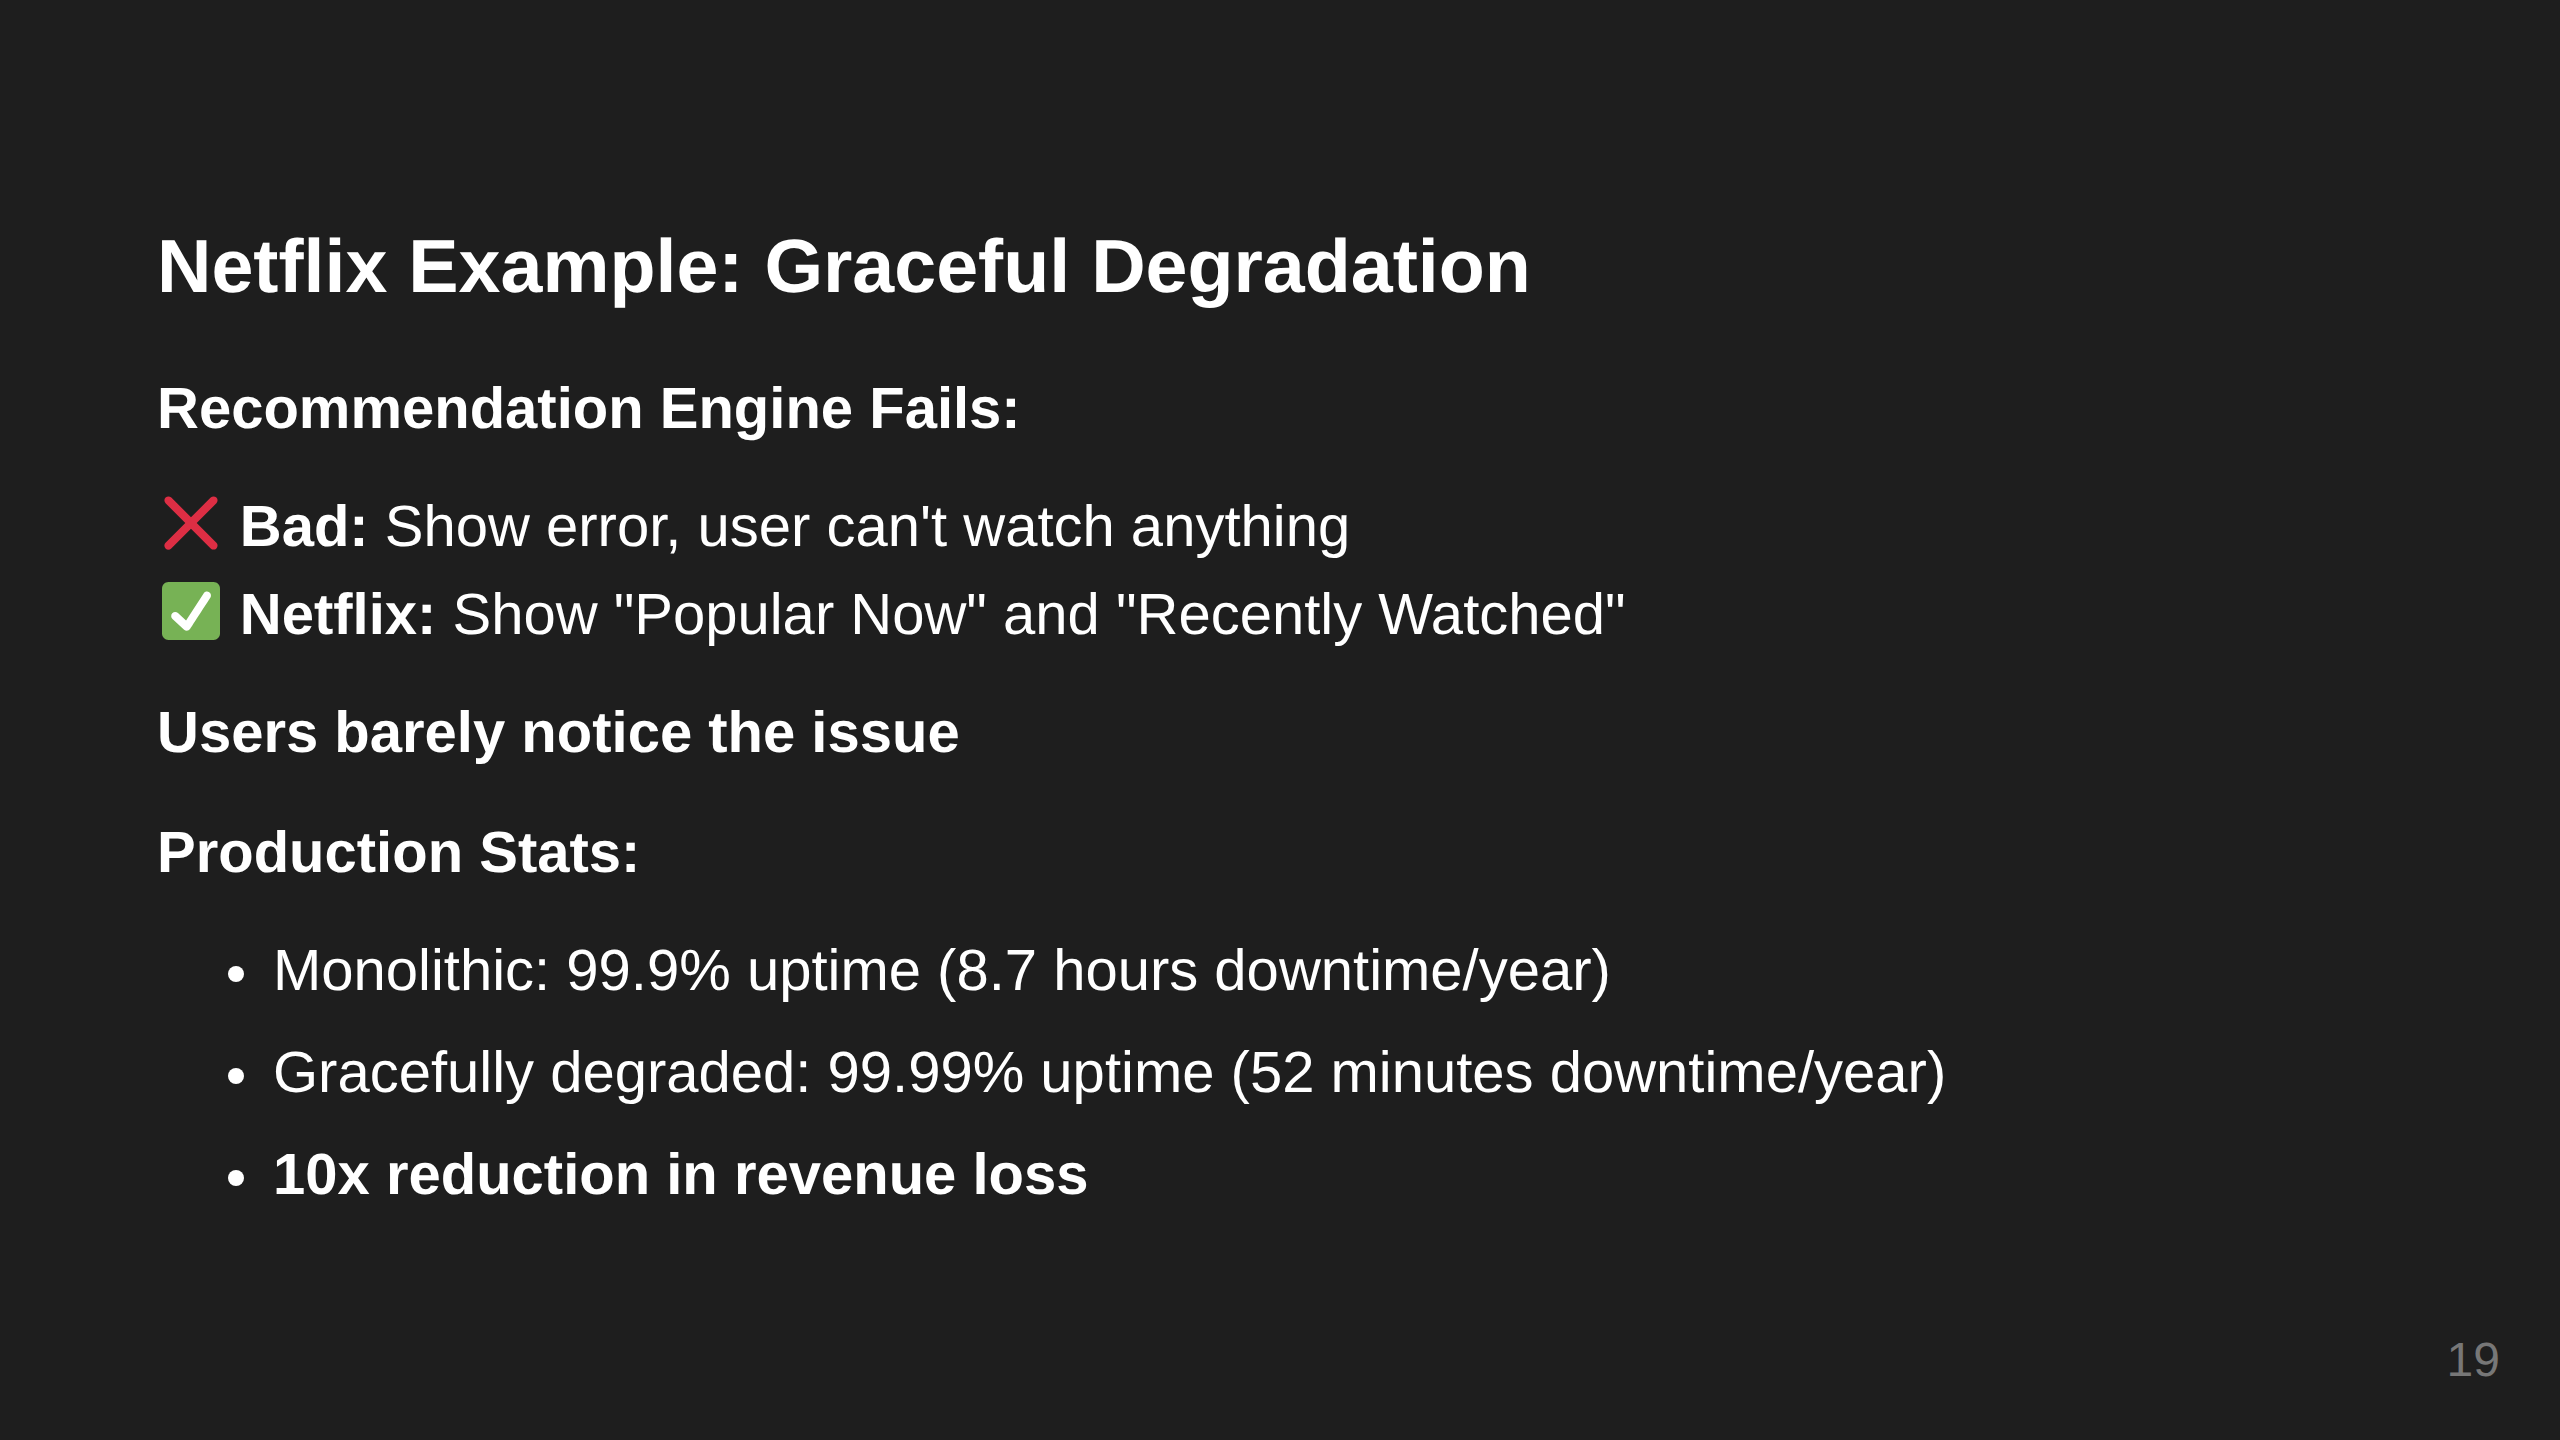 Netflix Example: Graceful Degradation
Recommendation Engine Fails:
❌ Bad: Show error, user can't watch anything
✅ Netflix: Show "Popular Now" and "Recently Watched"
Users barely notice the issue
Production Stats:
• Monolithic: 99.9% uptime (8.7 hours downtime/year)
• Gracefully degraded: 99.99% uptime (52 minutes downtime/year)
• 10x reduction in revenue loss
19